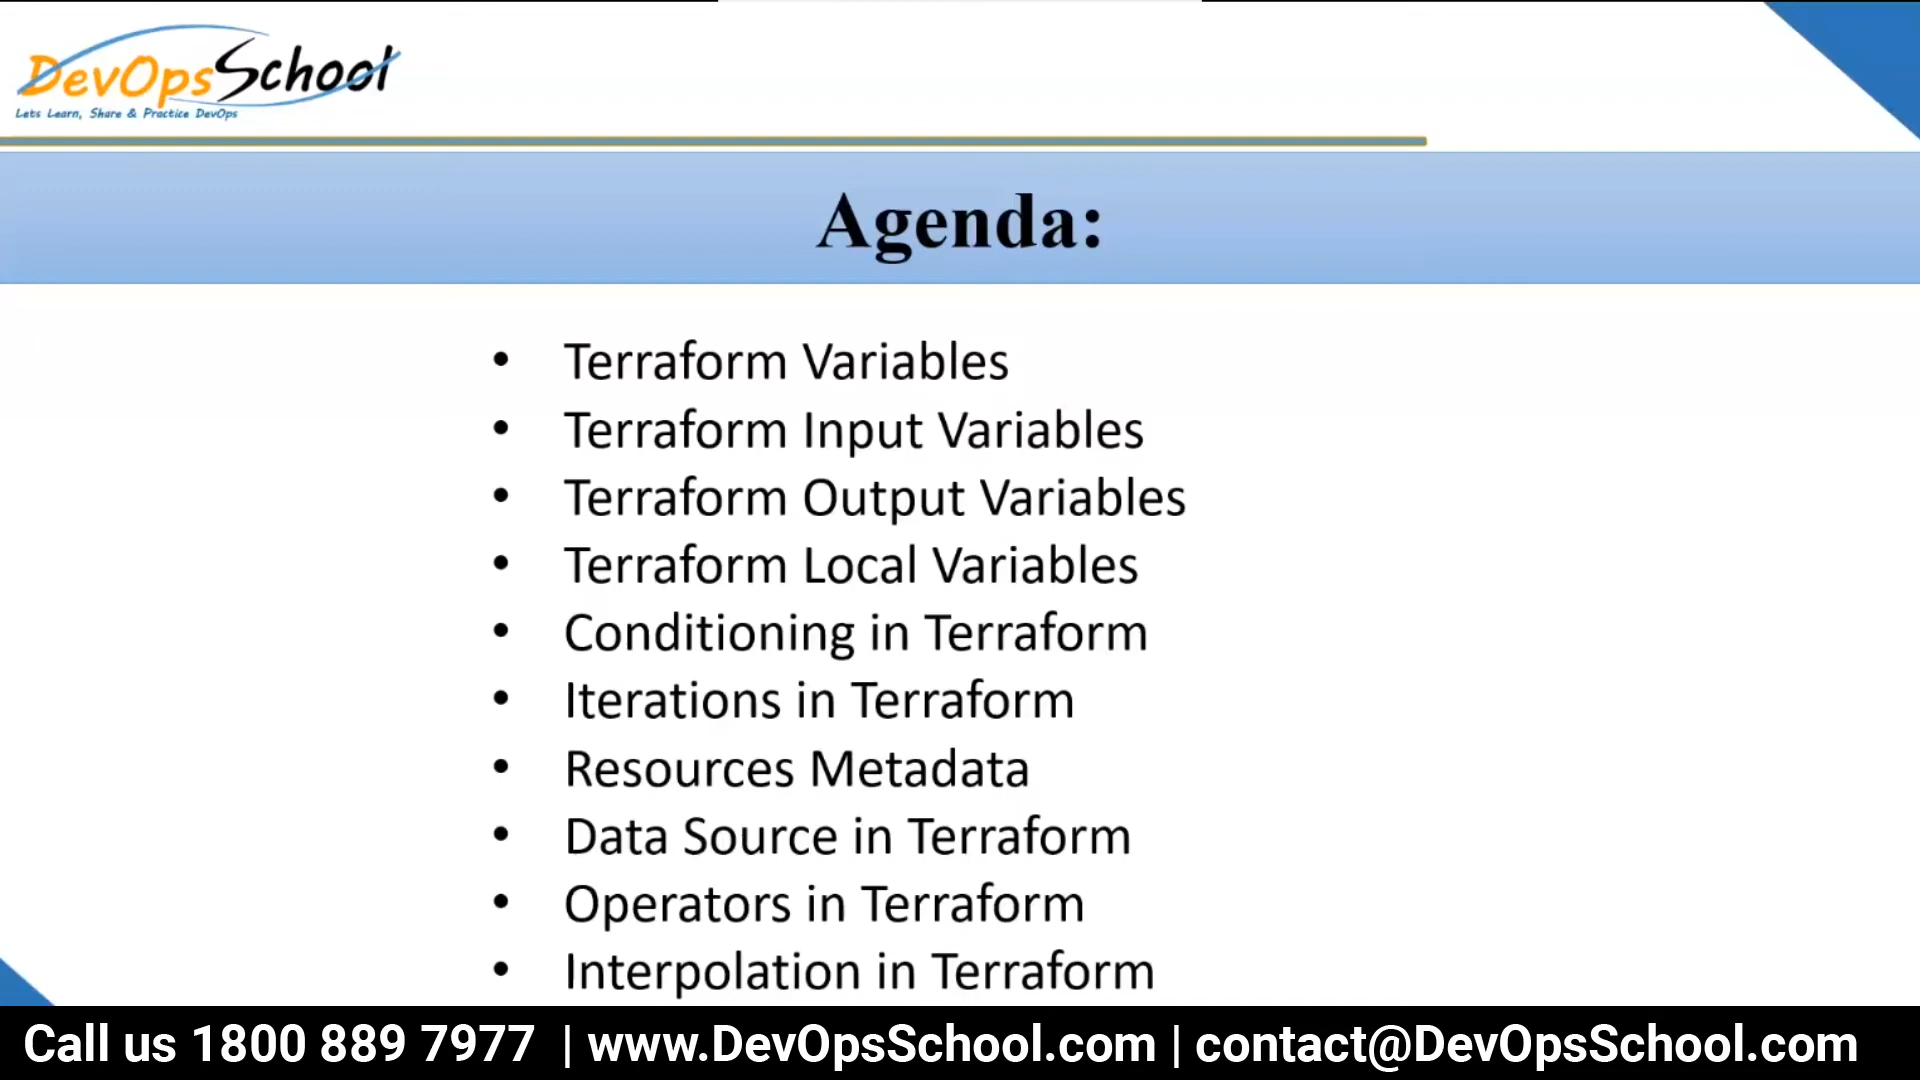 DevOpsSchool
Lets Learn, Share & Practice DevOps
Agenda:
• Terraform Variables
• Terraform Input Variables
• Terraform Output Variables
• Terraform Local Variables
• Conditioning in Terraform
• Iterations in Terraform
• Resources Metadata
• Data Source in Terraform
• Operators in Terraform
• Interpolation in Terraform
Call us 1800 889 7977 | www.DevOpsSchool.com | contact@DevOpsSchool.com